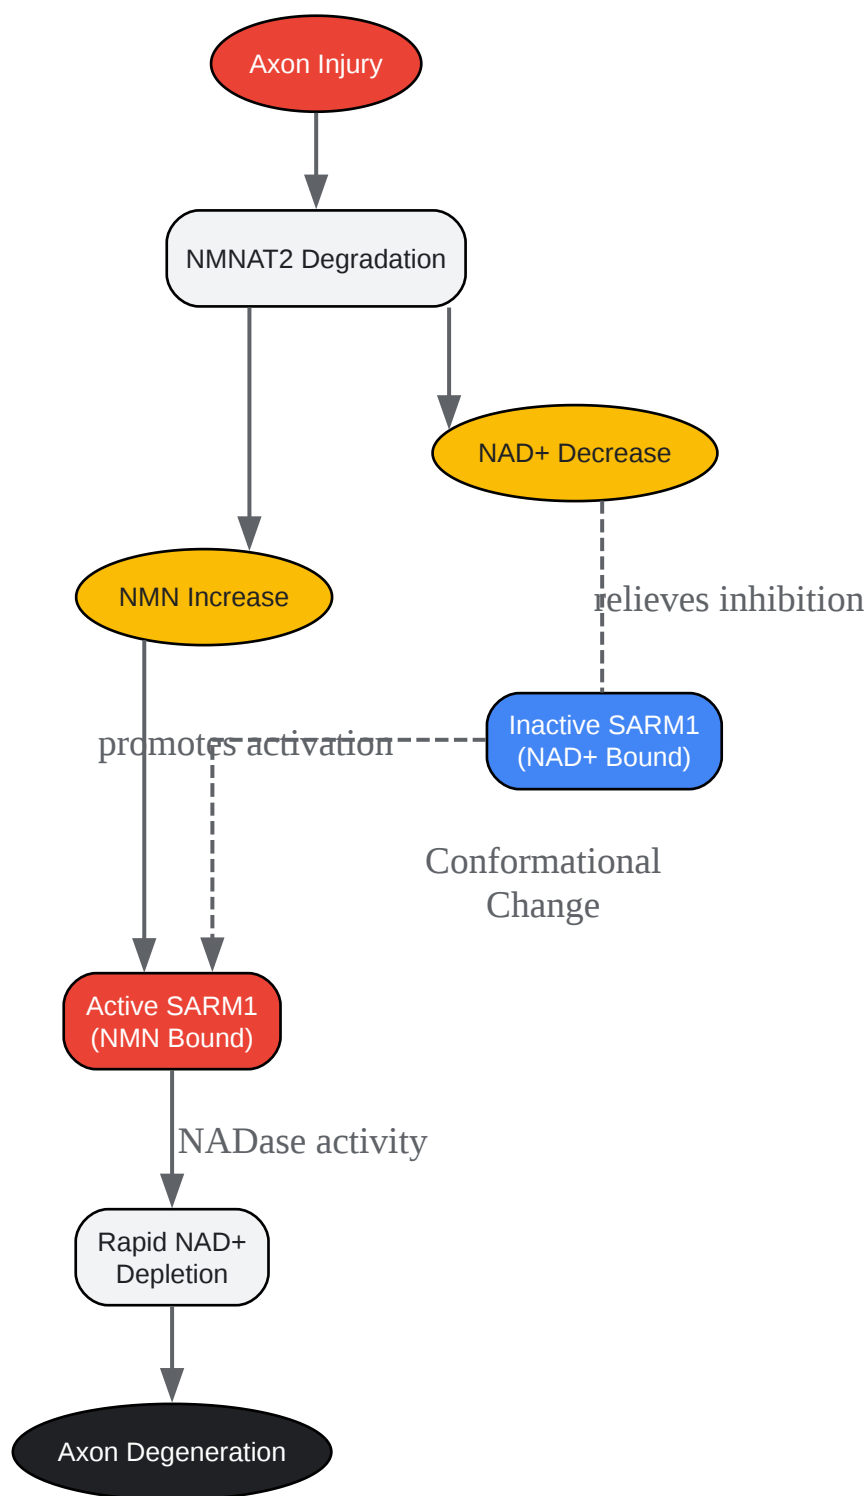 Axon Injury
NMNAT2 Degradation
NAD+ Decrease
NMN Increase
relieves inhibition
Inactive SARM1
(NAD+ Bound)
promotes activation
Conformational
Change
Active SARM1
(NMN Bound)
NADase activity
Rapid NAD+
Depletion
Axon Degeneration